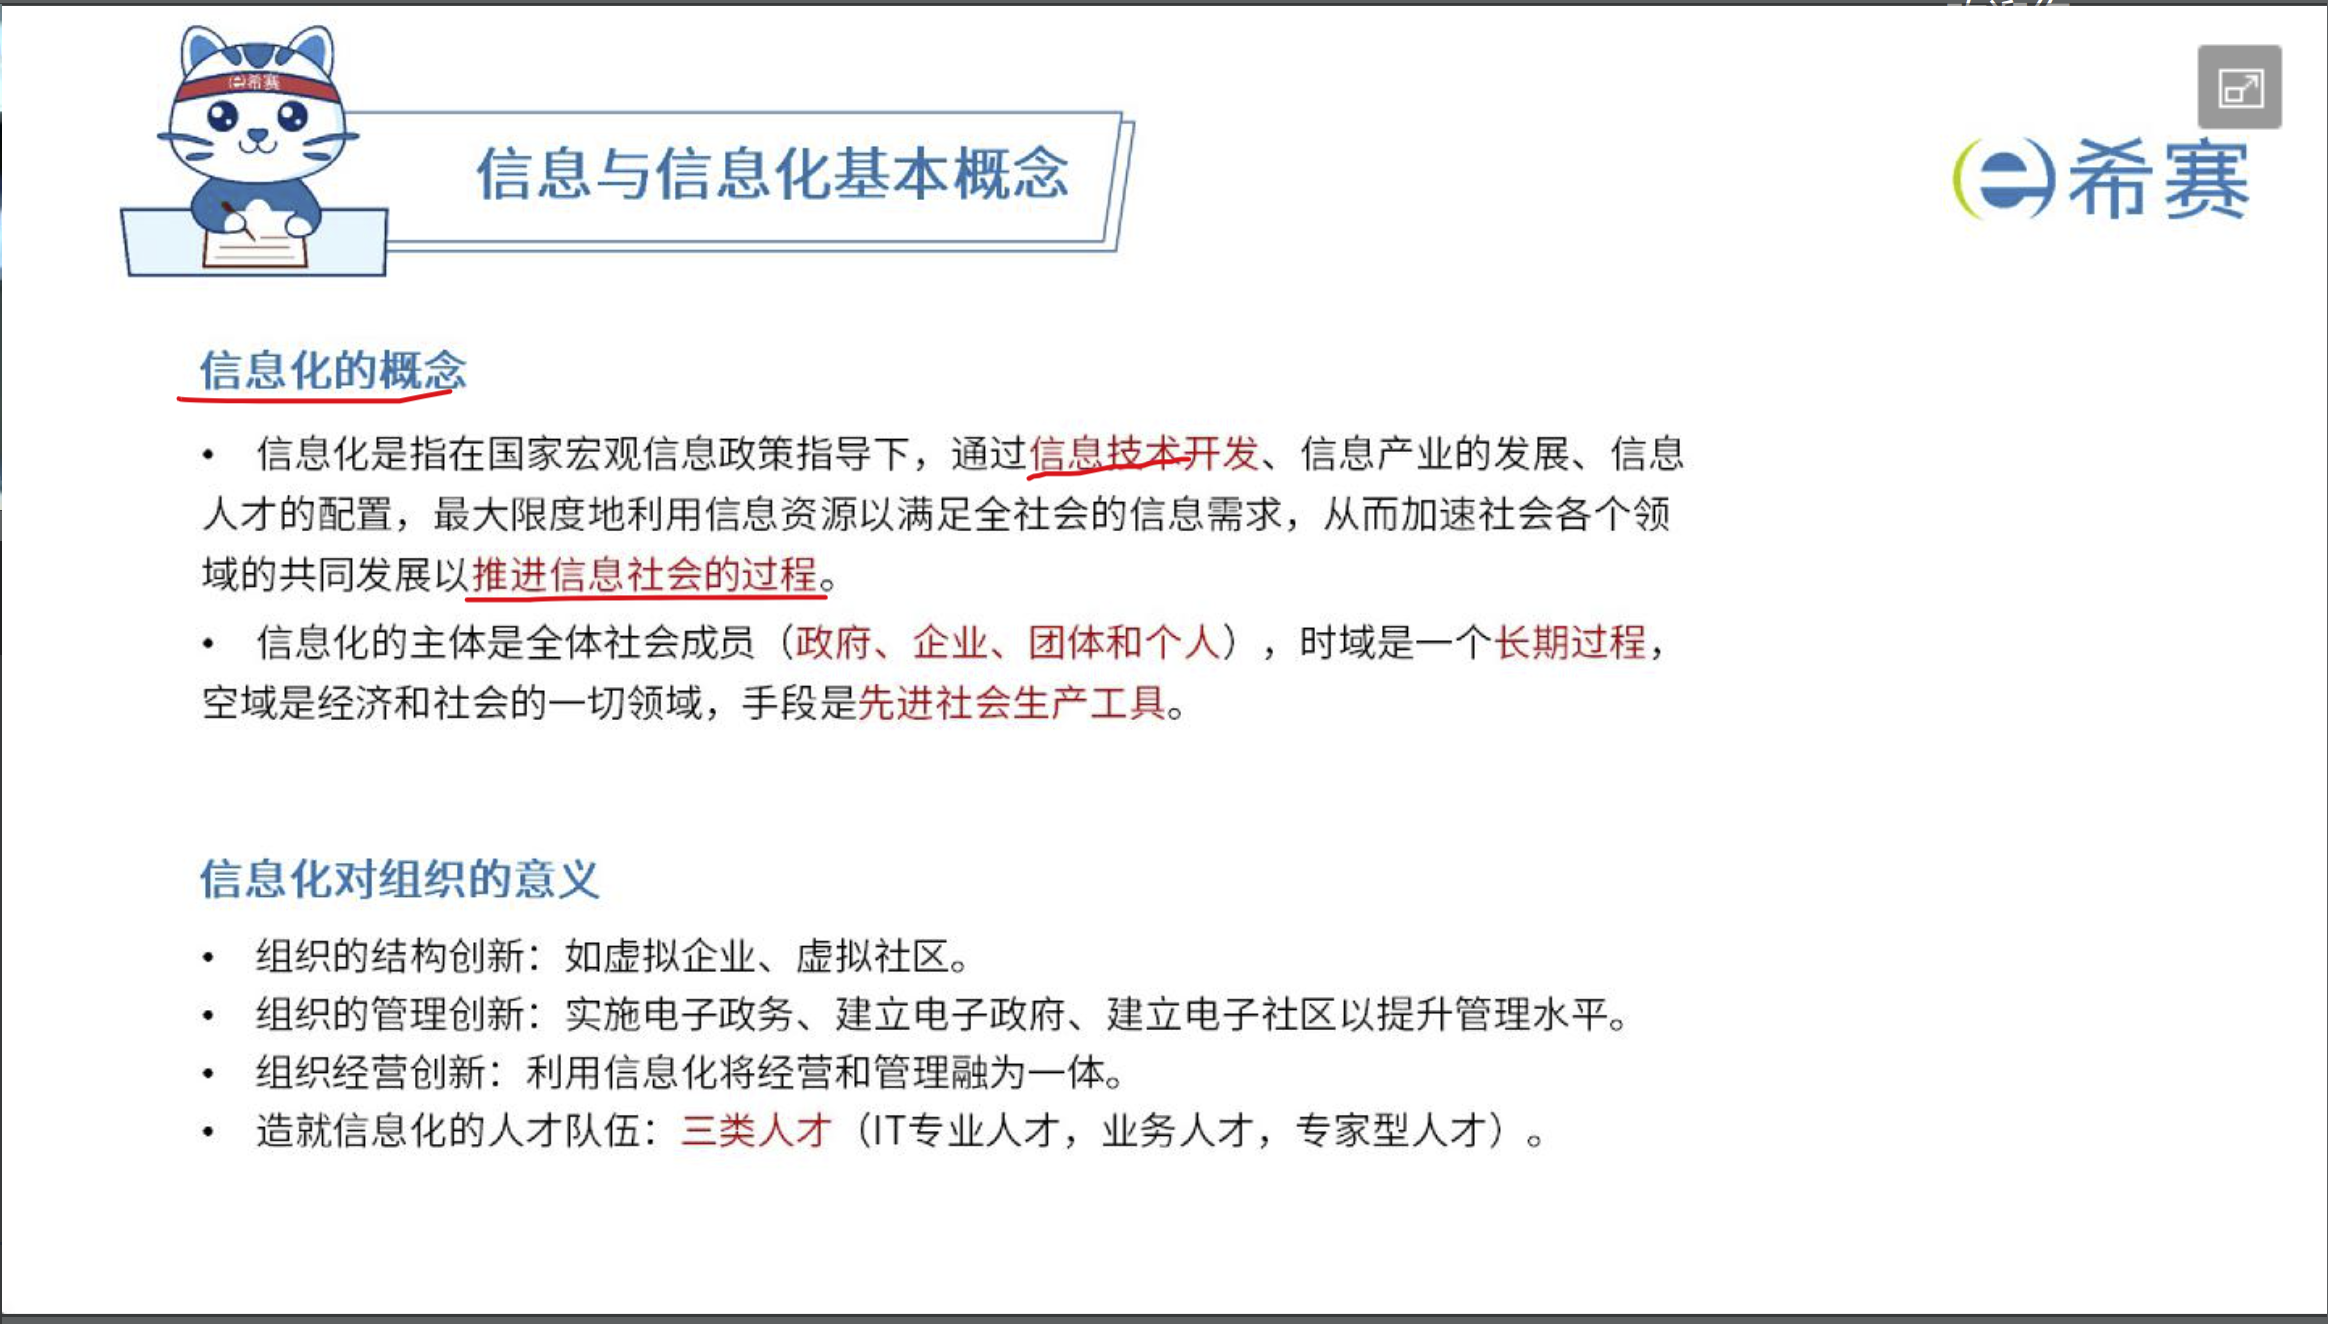 希赛
信息与信息化基本概念
希赛
信息化的概念
• 信息化是指在国家宏观信息政策指导下，通过信息技术开发、信息产业的发展、信息
人才的配置，最大限度地利用信息资源以满足全社会的信息需求，从而加速社会各个领
域的共同发展以推进信息社会的过程。
• 信息化的主体是全体社会成员（政府、企业、团体和个人），时域是一个长期过程，
空域是经济和社会的一切领域，手段是先进社会生产工具。
信息化对组织的意义
• 组织的结构创新：如虚拟企业、虚拟社区。
• 组织的管理创新：实施电子政务、建立电子政府、建立电子社区以提升管理水平。
• 组织经营创新：利用信息化将经营和管理融为一体。
• 造就信息化的人才队伍：三类人才（IT专业人才，业务人才，专家型人才）。